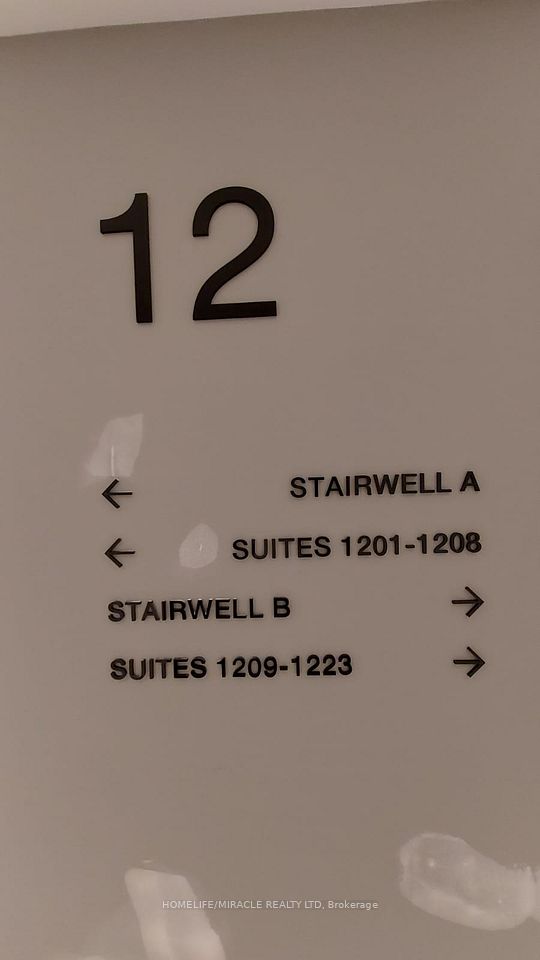 12
← STAIRWELL A
← SUITES 1201-1208
STAIRWELL B →
SUITES 1209-1223 →
HOMELIFE/MIRACLE REALTY LTD, Brokerage